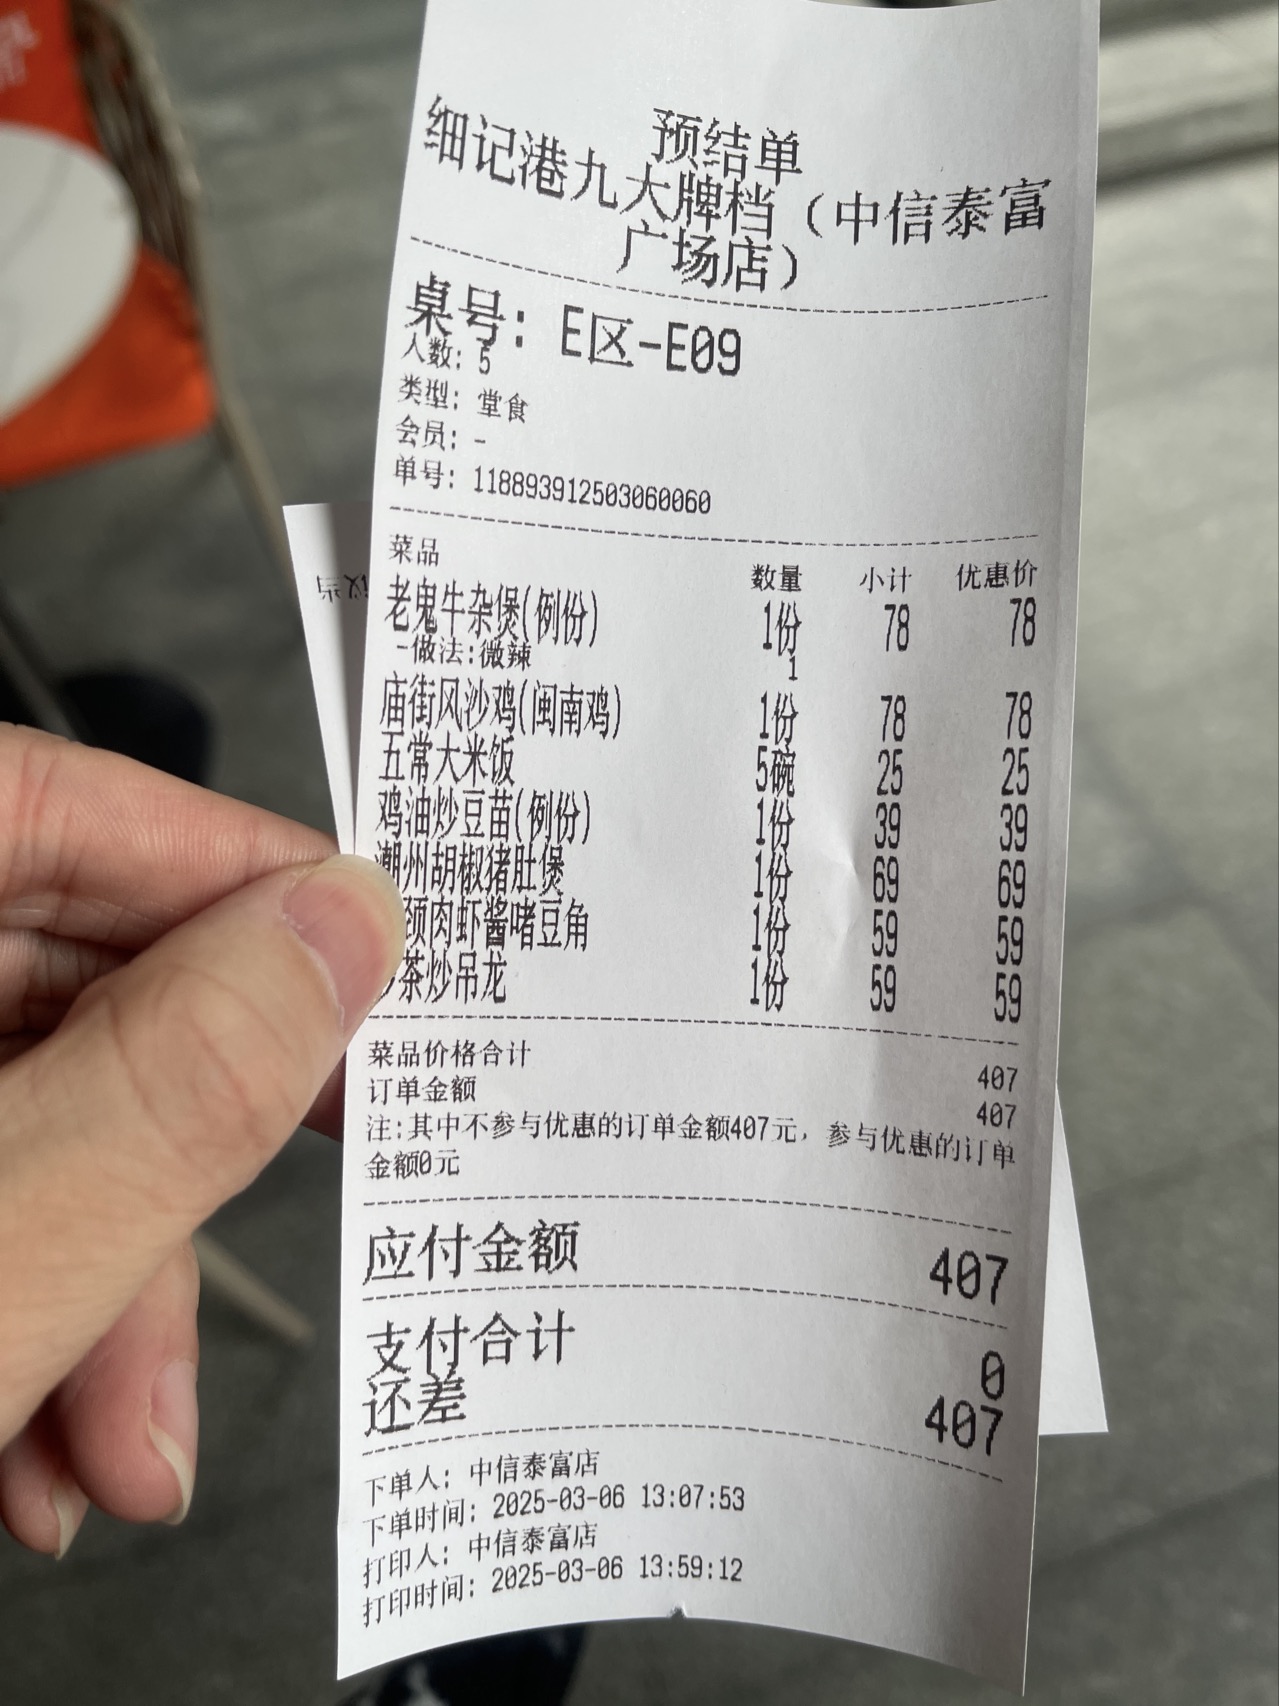 预结单
细记港九大牌档（中信泰富
广场店）
桌号: E区-E09
人数: 5
类型: 堂食
会员: -
单号: 118893912503060060
菜品 数量 小计 优惠价
老鬼牛杂煲(例份) 1份 78 78
-做法:微辣 1
庙街风沙鸡(闽南鸡) 1份 78 78
五常大米饭 5碗 25 25
鸡油炒豆苗(例份) 1份 39 39
潮州胡椒猪肚煲 1份 69 69
颈肉虾酱啫豆角 1份 59 59
茶炒吊龙 1份 59 59
菜品价格合计 407
订单金额 407
注:其中不参与优惠的订单金额407元，参与优惠的订单
金额0元
应付金额 407
支付合计 0
还差 407
下单人: 中信泰富店
下单时间: 2025-03-06 13:07:53
打印人: 中信泰富店
打印时间: 2025-03-06 13:59:12